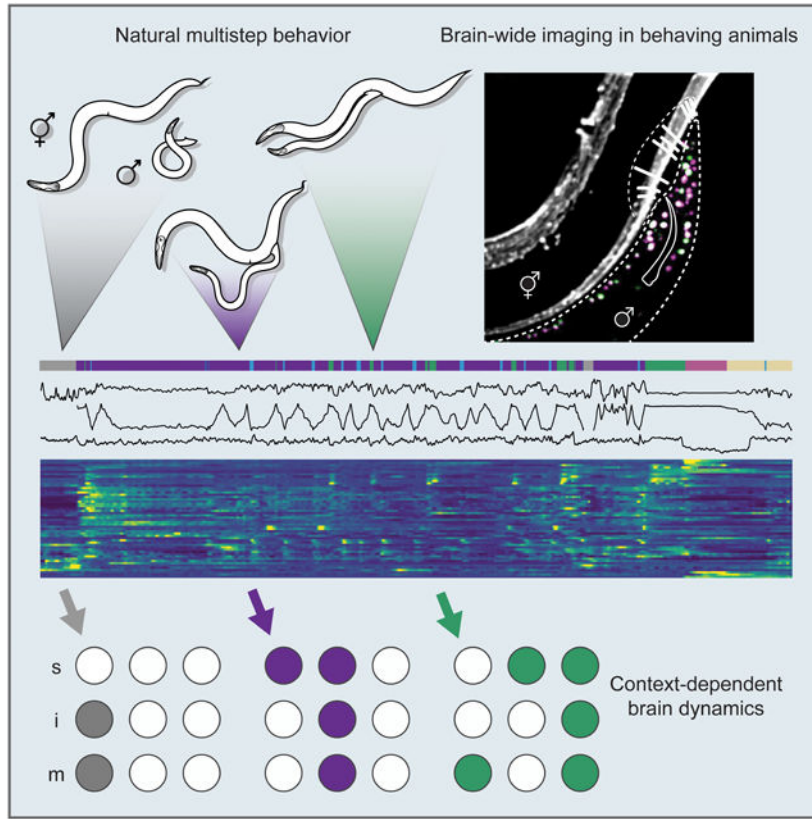 Natural multistep behavior
Brain-wide imaging in behaving animals
s
i
m
Context-dependent
brain dynamics